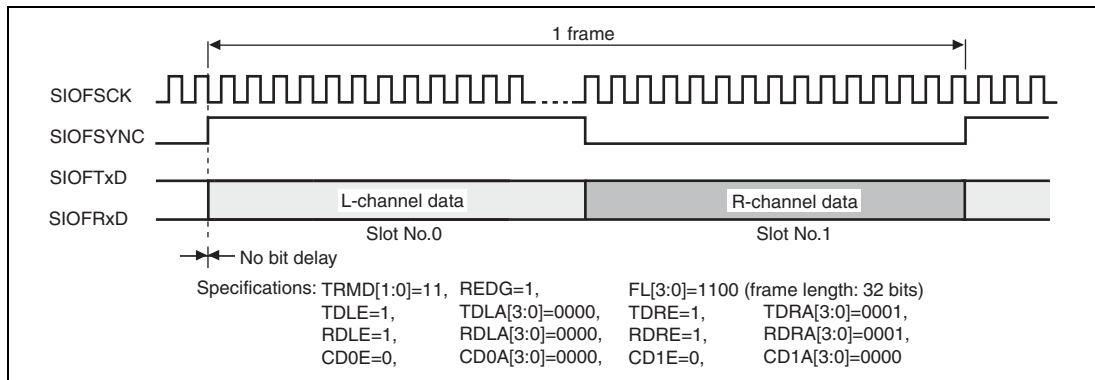 1 frame
SIOFSCK
SIOFSYNC
SIOFTxD
SIOFRxD
L-channel data
R-channel data
Slot No.0
Slot No.1
No bit delay
Specifications: TRMD[1:0]=11, REDG=1, FL[3:0]=1100 (frame length: 32 bits)
TDLE=1, TDLA[3:0]=0000, TDRE=1, TDRA[3:0]=0001,
RDLE=1, RDLA[3:0]=0000, RDRE=1, RDRA[3:0]=0001,
CD0E=0, CD0A[3:0]=0000, CD1E=0, CD1A[3:0]=0000